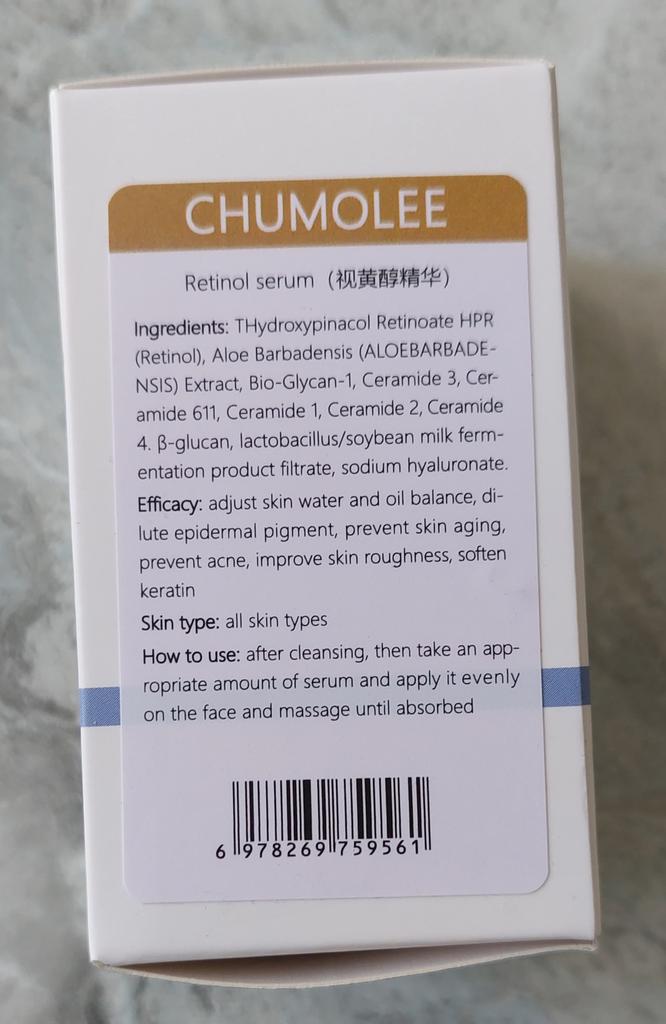 CHUMOLEE
Retinol serum（视黄醇精华）
Ingredients: THydroxypinacol Retinoate HPR
(Retinol), Aloe Barbadensis (ALOEBARBADE-
NSIS) Extract, Bio-Glycan-1, Ceramide 3, Cer-
amide 611, Ceramide 1, Ceramide 2, Ceramide
4. β-glucan, lactobacillus/soybean milk ferm-
entation product filtrate, sodium hyaluronate.
Efficacy: adjust skin water and oil balance, di-
lute epidermal pigment, prevent skin aging,
prevent acne, improve skin roughness, soften
keratin
Skin type: all skin types
How to use: after cleansing, then take an app-
ropriate amount of serum and apply it evenly
on the face and massage until absorbed
6 978269 759561